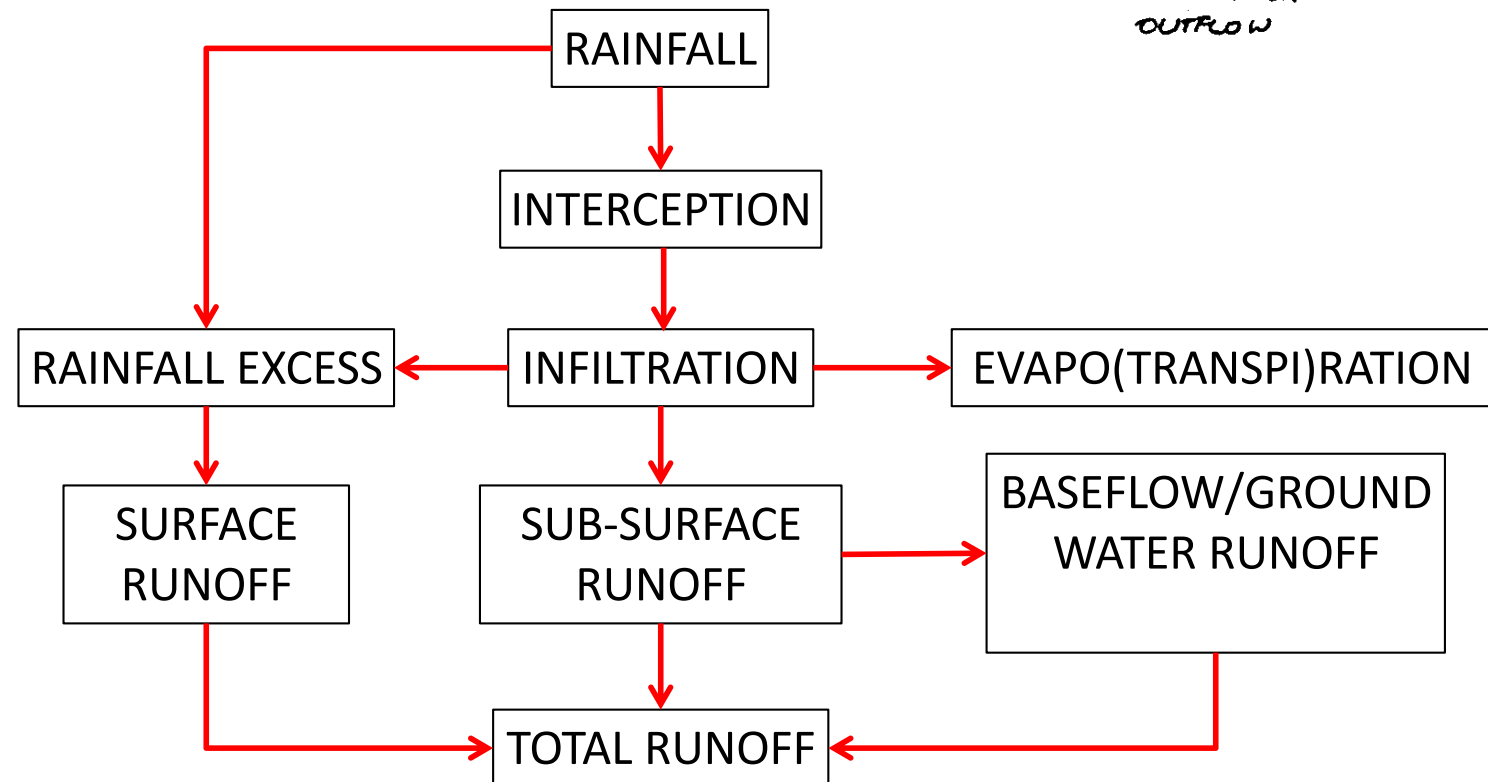 OUTFLOW
RAINFALL
INTERCEPTION
RAINFALL EXCESS
INFILTRATION
EVAPO(TRANSPI)RATION
SURFACE
RUNOFF
SUB-SURFACE
RUNOFF
BASEFLOW/GROUND
WATER RUNOFF
TOTAL RUNOFF